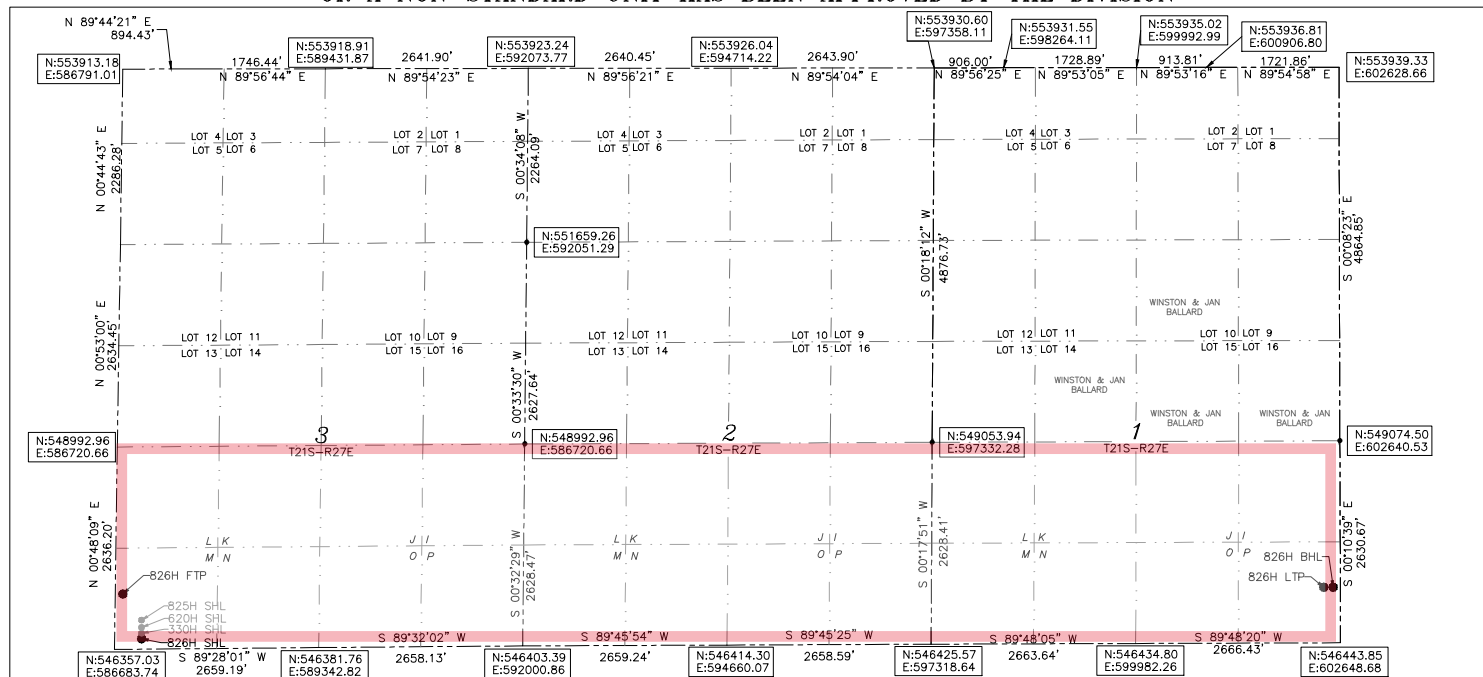 OR A NON-STANDARD UNIT HAS BEEN APPROVED BY THE DIVISION
N 89°44'21" E
894.43'
N:553913.18
E:586791.01
1746.44'
N 89°56'44" E
N:553918.91
E:589431.87
2641.90'
N 89°54'23" E
N:553923.24
E:592073.77
2640.45'
N 89°56'21" E
N:553926.04
E:594714.22
2643.90'
N 89°54'04" E
N:553930.60
E:597358.11
906.00'
N 89°56'25" E
N:553931.55
E:598264.11
1728.89'
N 89°53'05" E
N:553935.02
E:599992.99
913.81'
N 89°53'16" E
N:553936.81
E:600906.80
1721.86'
N 89°54'58" E
N:553939.33
E:602628.66
LOT 4 LOT 3
LOT 5 LOT 6
LOT 2 LOT 1
LOT 7 LOT 8
LOT 4 LOT 3
LOT 5 LOT 6
LOT 2 LOT 1
LOT 7 LOT 8
LOT 4 LOT 3
LOT 5 LOT 6
LOT 2 LOT 1
LOT 7 LOT 8
N 00°44'43" E
2286.28'
S 00°34'08" W
2264.09'
S 00°18'12" W
4876.73'
S 00°08'23" E
4864.85'
N:551659.26
E:592051.29
WINSTON & JAN
BALLARD
N 00°53'00" E
2634.45'
LOT 12 LOT 11
LOT 13 LOT 14
LOT 10 LOT 9
LOT 15 LOT 16
LOT 12 LOT 11
LOT 13 LOT 14
LOT 10 LOT 9
LOT 15 LOT 16
LOT 12 LOT 11
LOT 13 LOT 14
LOT 10 LOT 9
LOT 15 LOT 16
S 00°33'30" W
2627.64'
WINSTON & JAN
BALLARD
WINSTON & JAN
BALLARD
WINSTON & JAN
BALLARD
N:548992.96
E:586720.66
3
T21S-R27E
N:548992.96
E:586720.66
2
T21S-R27E
N:549053.94
E:597332.28
1
T21S-R27E
N:549074.50
E:602640.53
N 00°48'09" E
2636.20'
L K
M N
J I
O P
S 00°32'29" W
2628.47'
L K
M N
J I
O P
S 00°17'51" W
2628.41'
L K
M N
J I
O P
S 00°10'39" E
2630.67'
826H FTP
826H BHL
826H LTP
825H SHL
620H SHL
330H SHL
826H SHL
N:546357.03
E:586683.74
S 89°28'01" W
2659.19'
N:546381.76
E:589342.82
S 89°32'02" W
2658.13'
N:546403.39
E:592000.86
S 89°45'54" W
2659.24'
N:546414.30
E:594660.07
S 89°45'25" W
2658.59'
N:546425.57
E:597318.64
S 89°48'05" W
2663.64'
N:546434.80
E:599982.26
S 89°48'20" W
2666.43'
N:546443.85
E:602648.68